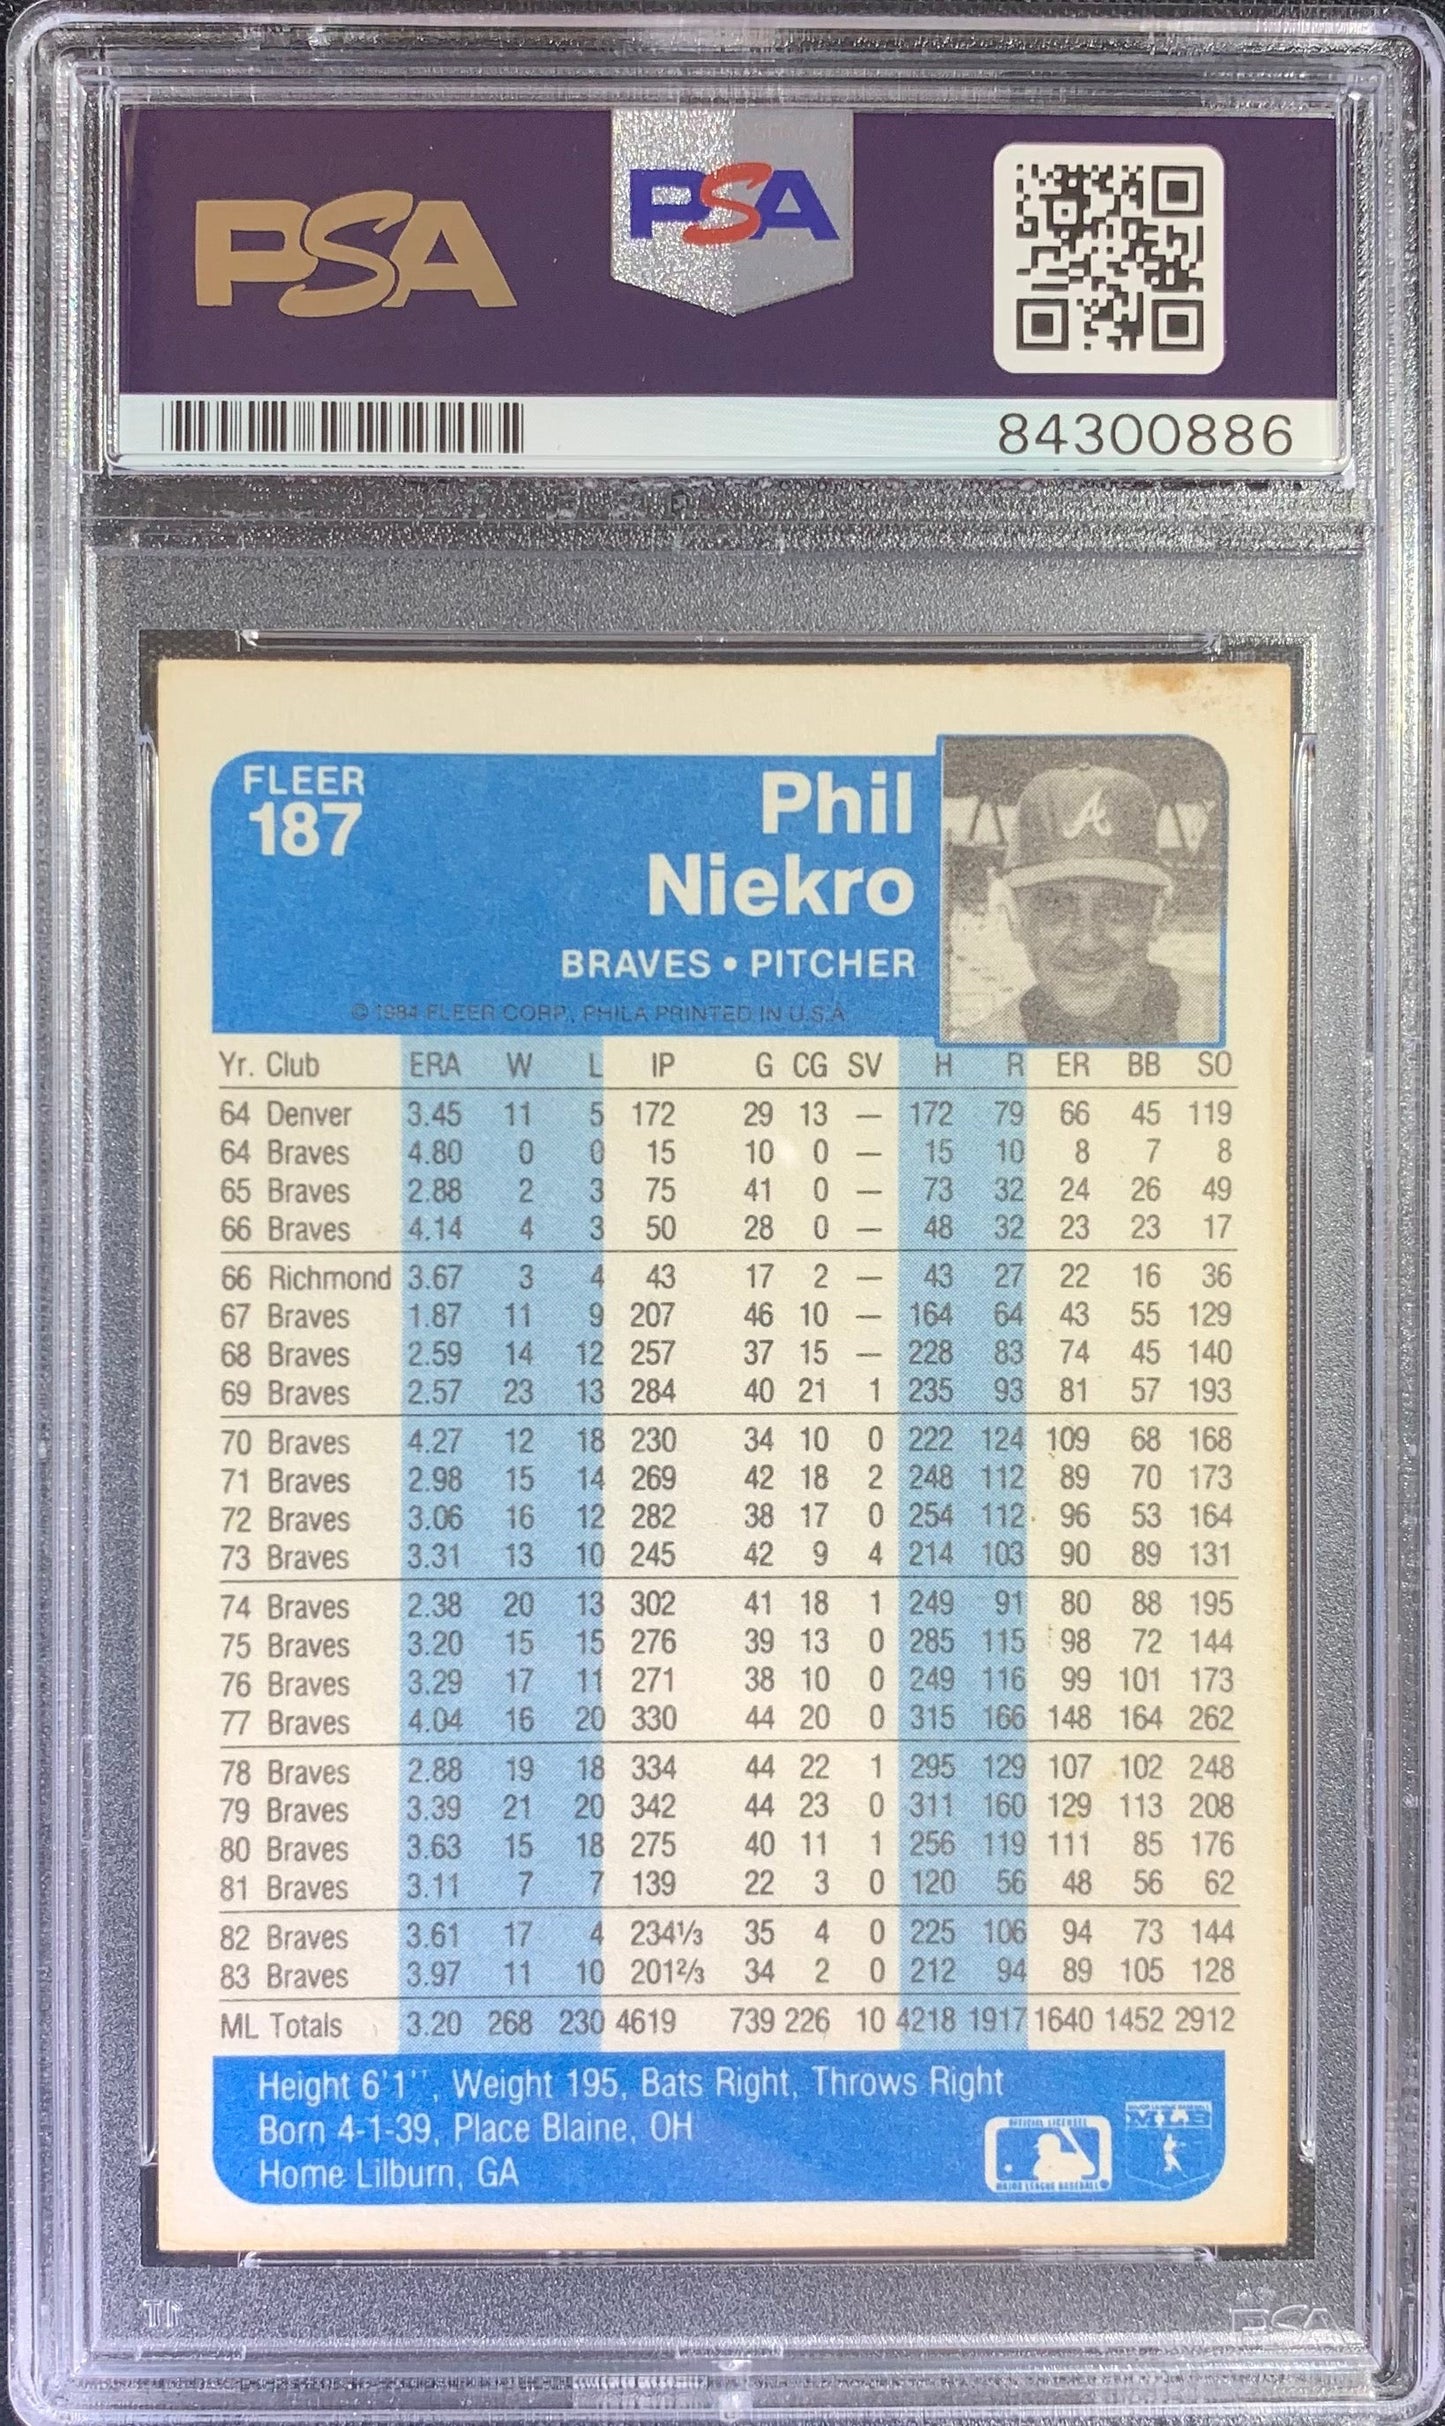 PSA
PSA
84300886
FLEER
187
Phil
Niekro
BRAVES • PITCHER
© 1984 FLEER CORP., PHILA PRINTED IN U.S.A.
Yr. Club ERA W L IP G CG SV H R ER BB SO
64 Denver 3.45 11 5 172 29 13 — 172 79 66 45 119
64 Braves 4.80 0 0 15 10 0 — 15 10 8 7 8
65 Braves 2.88 2 3 75 41 0 — 73 32 24 26 49
66 Braves 4.14 4 3 50 28 0 — 48 32 23 23 17
66 Richmond 3.67 3 4 43 17 2 — 43 27 22 16 36
67 Braves 1.87 11 9 207 46 10 — 164 64 43 55 129
68 Braves 2.59 14 12 257 37 15 — 228 83 74 45 140
69 Braves 2.57 23 13 284 40 21 1 235 93 81 57 193
70 Braves 4.27 12 18 230 34 10 0 222 124 109 68 168
71 Braves 2.98 15 14 269 42 18 2 248 112 89 70 173
72 Braves 3.06 16 12 282 38 17 0 254 112 96 53 164
73 Braves 3.31 13 10 245 42 9 4 214 103 90 89 131
74 Braves 2.38 20 13 302 41 18 1 249 91 80 88 195
75 Braves 3.20 15 15 276 39 13 0 285 115 98 72 144
76 Braves 3.29 17 11 271 38 10 0 249 116 99 101 173
77 Braves 4.04 16 20 330 44 20 0 315 166 148 164 262
78 Braves 2.88 19 18 334 44 22 1 295 129 107 102 248
79 Braves 3.39 21 20 342 44 23 0 311 160 129 113 208
80 Braves 3.63 15 18 275 40 11 1 256 119 111 85 176
81 Braves 3.11 7 7 139 22 3 0 120 56 48 56 62
82 Braves 3.61 17 4 234⅓ 35 4 0 225 106 94 73 144
83 Braves 3.97 11 10 201⅔ 34 2 0 212 94 89 105 128
ML Totals 3.20 268 230 4619 739 226 10 4218 1917 1640 1452 2912
Height 6'1'', Weight 195, Bats Right, Throws Right
Born 4-1-39, Place Blaine, OH
Home Lilburn, GA
OFFICIAL LICENSEE
MAJOR LEAGUE BASEBALL®
MAJOR LEAGUE BASEBALL
MLB
PSA